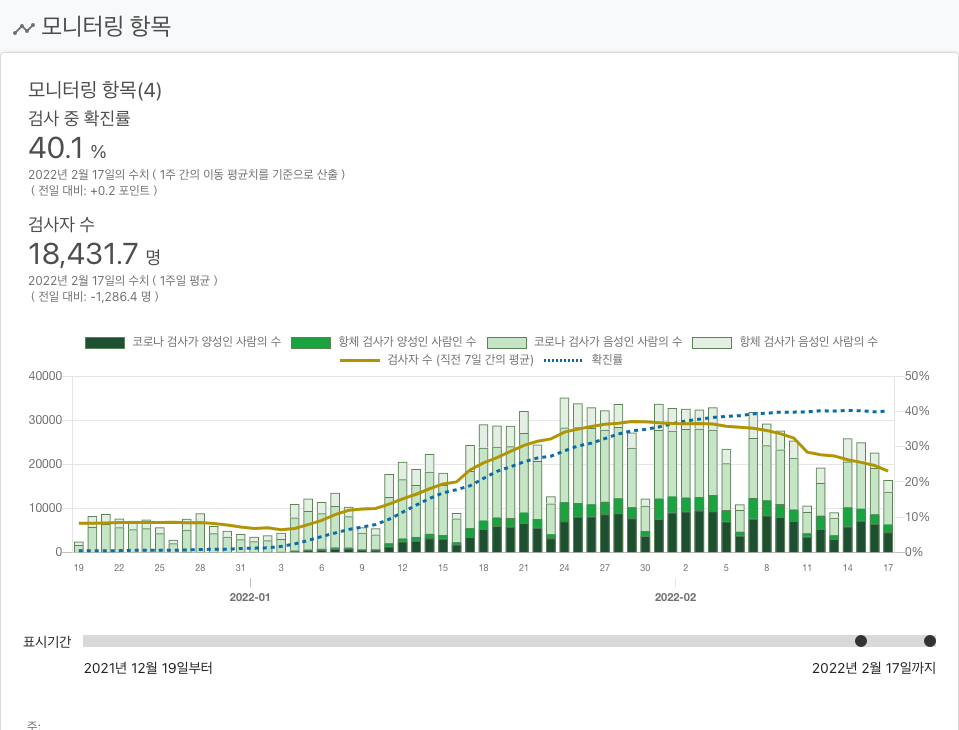 모니터링 항목
모니터링 항목(4)
검사 중 확진률
40.1 %
2022년 2월 17일의 수치 ( 1주 간의 이동 평균치를 기준으로 산출 )
( 전일 대비: +0.2 포인트 )
검사자 수
18,431.7 명
2022년 2월 17일의 수치 ( 1주일 평균 )
( 전일 대비: -1,286.4 명 )
코로나 검사가 양성인 사람의 수 항체 검사가 양성인 사람인 수 코로나 검사가 음성인 사람의 수 항체 검사가 음성인 사람의 수
검사자 수 (직전 7일 간의 평균) 확진률
40000 50%
40%
30000
30%
20000
20%
10000
10%
0 0%
19 22 25 28 31 3 6 9 12 15 18 21 24 27 30 2 5 8 11 14 17
2022-01 2022-02
표시기간
2021년 12월 19일부터 2022년 2월 17일까지
주: